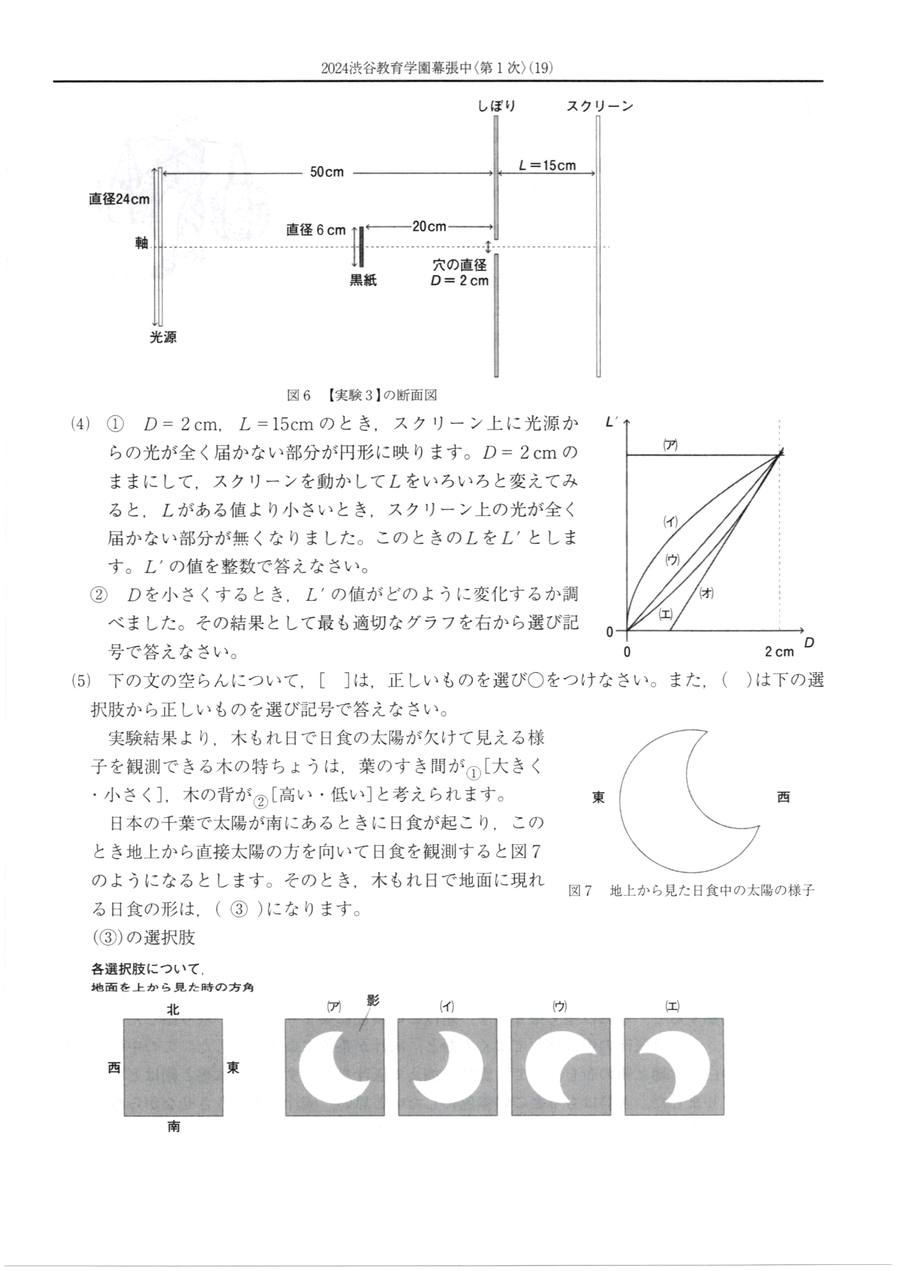 2024渋谷教育学園幕張中〈第1次〉(19)
しぼり
スクリーン
50cm
L=15cm
直径24cm
直径6cm
20cm
軸
穴の直径
D=2cm
黒紙
光源
図6 【実験3】の断面図
(4) ① D=2cm, L=15cmのとき,スクリーン上に光源か
らの光が全く届かない部分が円形に映ります。D=2cmの
ままにして,スクリーンを動かしてLをいろいろと変えてみ
ると,Lがある値より小さいとき,スクリーン上の光が全く
届かない部分が無くなりました。このときのLをL′としま
す。L′の値を整数で答えなさい。
② Dを小さくするとき,L′の値がどのように変化するか調
べました。その結果として最も適切なグラフを右から選び記
号で答えなさい。
L′
(ア)
(イ)
(ウ)
(オ)
(エ)
0
0
2cm
D
(5) 下の文の空らんについて,[ ]は,正しいものを選び○をつけなさい。また,( )は下の選
択肢から正しいものを選び記号で答えなさい。
実験結果より,木もれ日で日食の太陽が欠けて見える様
子を観測できる木の特ちょうは,葉のすき間が①[大きく
・小さく],木の背が②[高い・低い]と考えられます。
日本の千葉で太陽が南にあるときに日食が起こり,この
とき地上から直接太陽の方を向いて日食を観測すると図7
のようになるとします。そのとき,木もれ日で地面に現れ
る日食の形は,( ③ )になります。
東
西
図7 地上から見た日食中の太陽の様子
(③)の選択肢
各選択肢について,
地面を上から見た時の方角
北
西
東
南
(ア)
影
(イ)
(ウ)
(エ)